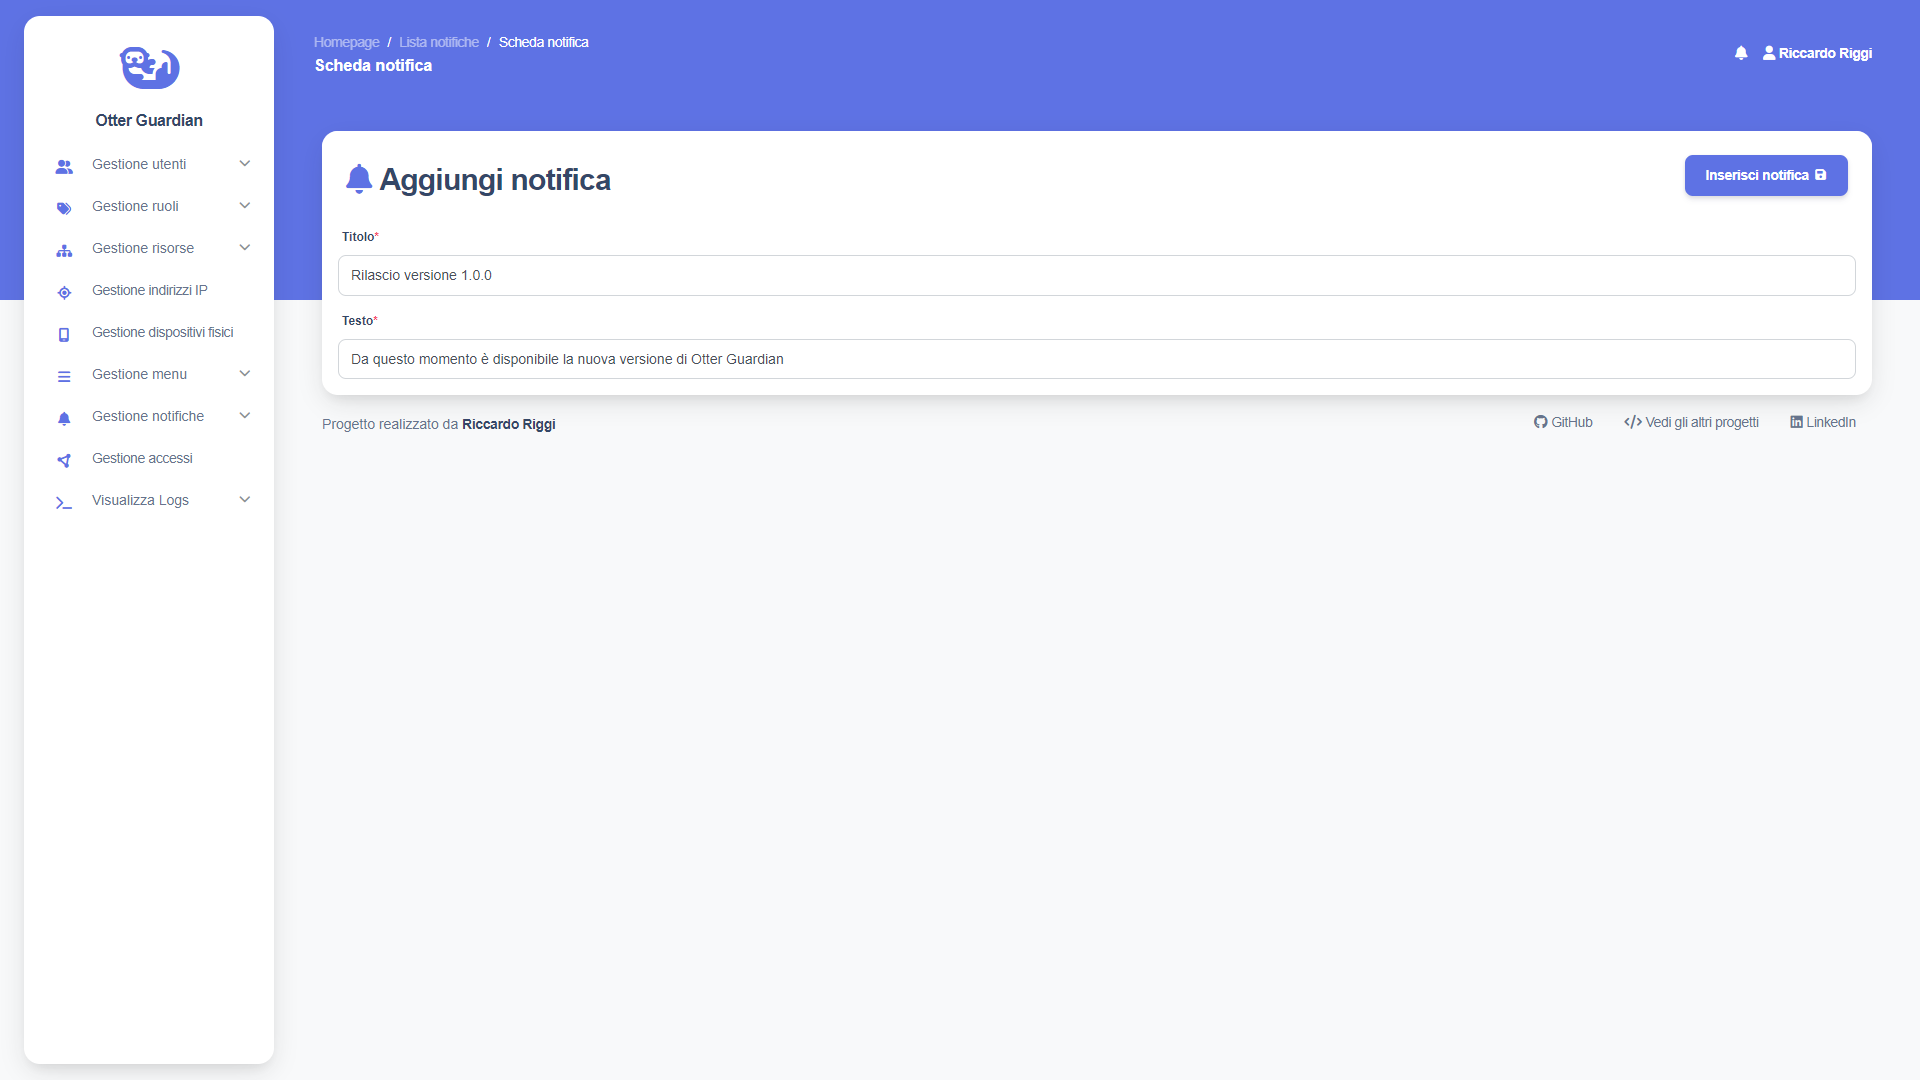 Otter Guardian
Gestione utenti
Gestione ruoli
Gestione risorse
Gestione indirizzi IP
Gestione dispositivi fisici
Gestione menu
Gestione notifiche
Gestione accessi
Visualizza Logs
Homepage / Lista notifiche / Scheda notifica
Scheda notifica
Riccardo Riggi
Aggiungi notifica
Inserisci notifica
Titolo*
Rilascio versione 1.0.0
Testo*
Da questo momento è disponibile la nuova versione di Otter Guardian
Progetto realizzato da Riccardo Riggi
GitHub
Vedi gli altri progetti
LinkedIn